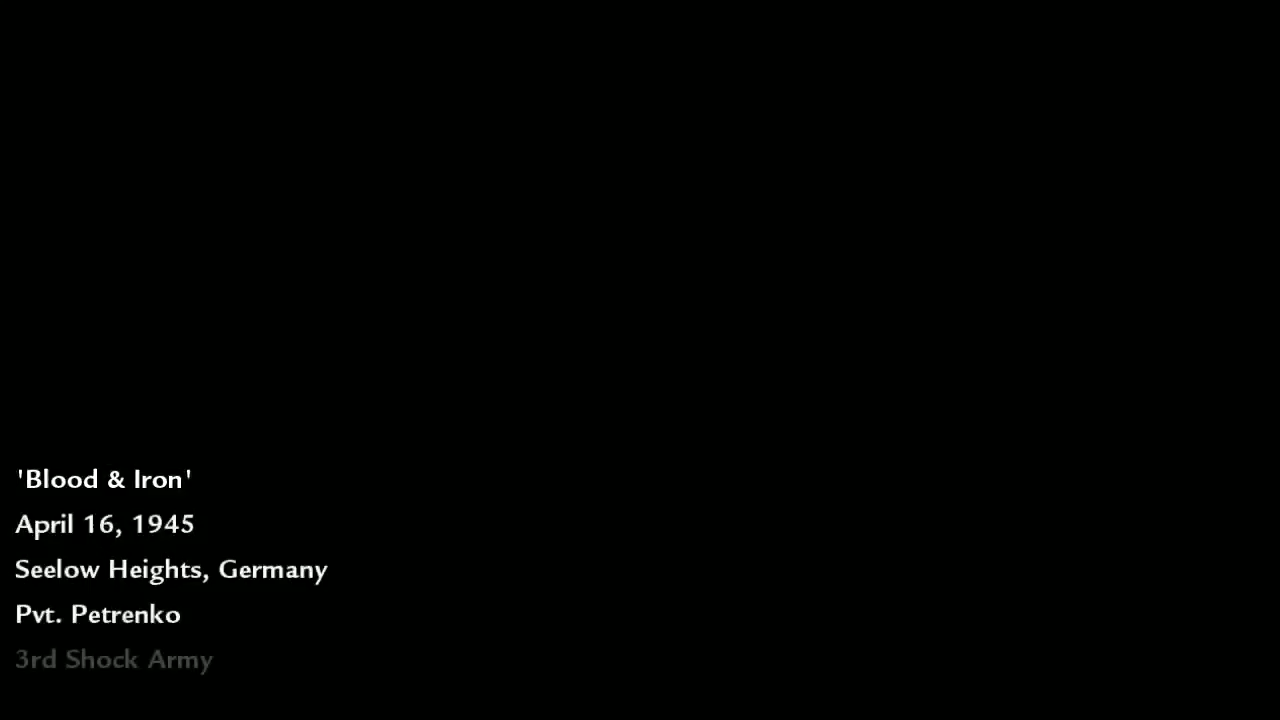 'Blood & Iron'
April 16, 1945
Seelow Heights, Germany
Pvt. Petrenko
3rd Shock Army